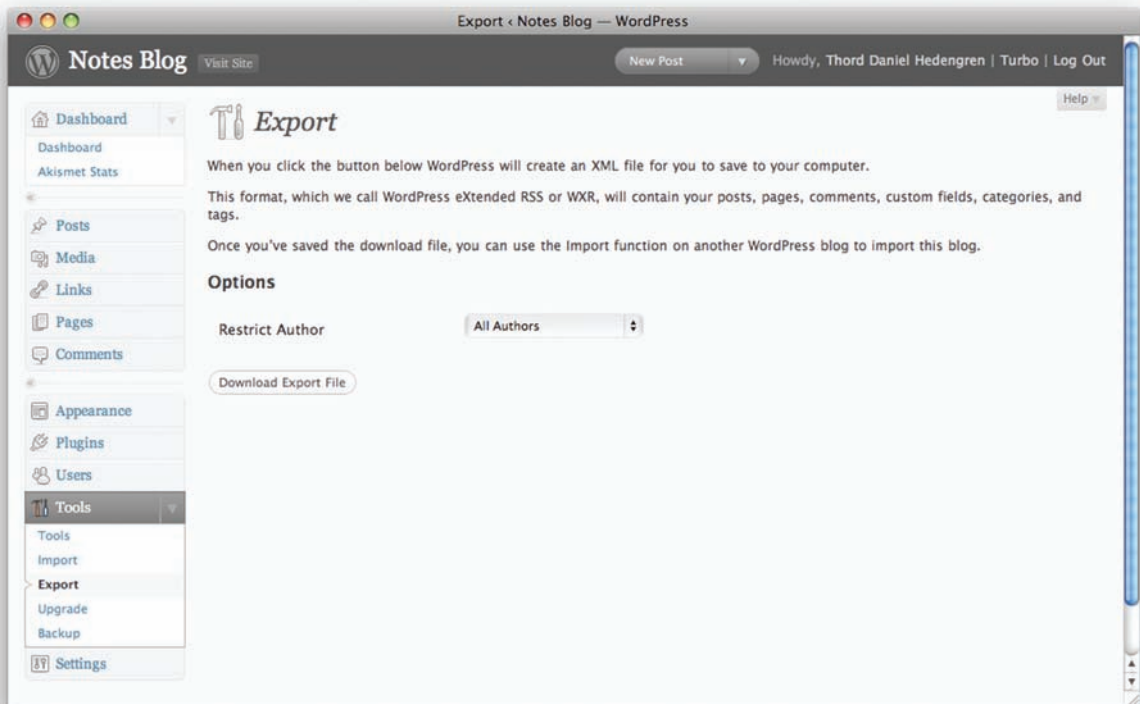 Export ‹ Notes Blog — WordPress
Notes Blog
Visit Site
New Post
Howdy, Thord Daniel Hedengren | Turbo | Log Out
Help
Dashboard
Dashboard
Akismet Stats
Posts
Media
Links
Pages
Comments
Appearance
Plugins
Users
Tools
Tools
Import
Export
Upgrade
Backup
Settings
Export
When you click the button below WordPress will create an XML file for you to save to your computer.
This format, which we call WordPress eXtended RSS or WXR, will contain your posts, pages, comments, custom fields, categories, and
tags.
Once you've saved the download file, you can use the Import function on another WordPress blog to import this blog.
Options
Restrict Author
All Authors
Download Export File